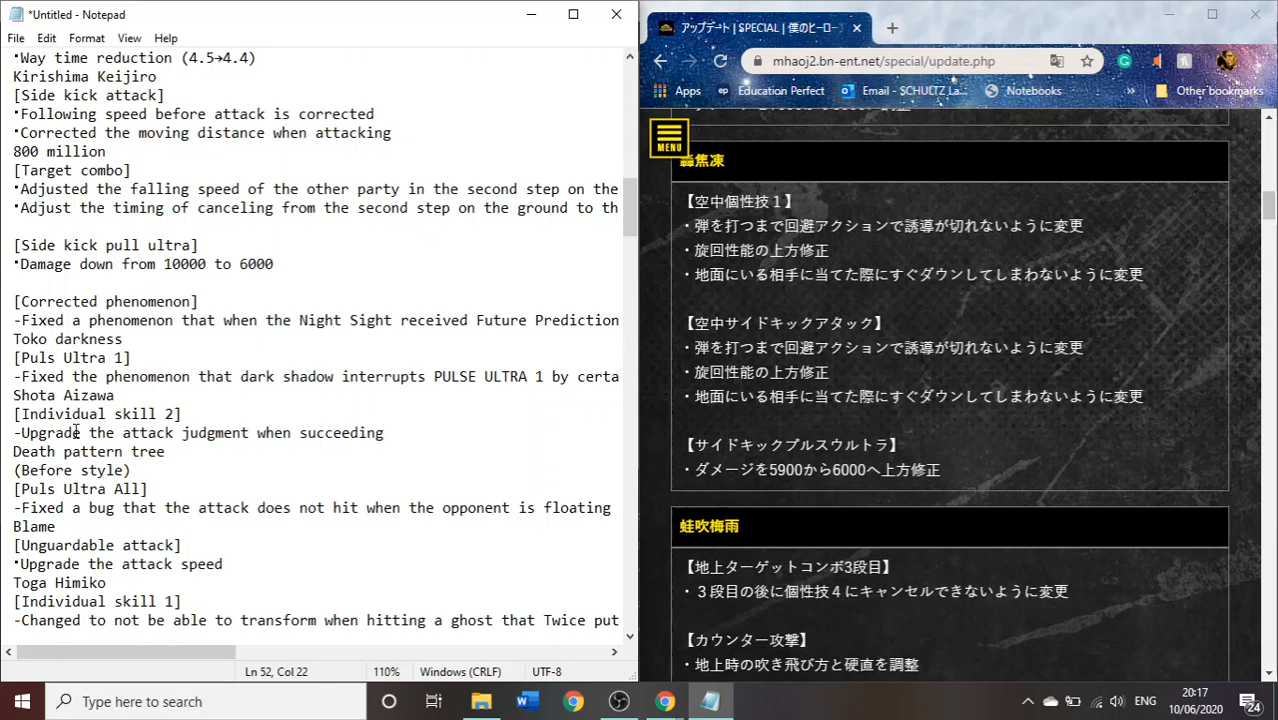 *Untitled - Notepad
File Edit Format View Help
･Way time reduction (4.5→4.4)
Kirishima Keijiro
[Side kick attack]
･Following speed before attack is corrected
･Corrected the moving distance when attacking
800 million
[Target combo]
･Adjusted the falling speed of the other party in the second step on the
･Adjust the timing of canceling from the second step on the ground to th
[Side kick pull ultra]
･Damage down from 10000 to 6000
[Corrected phenomenon]
-Fixed a phenomenon that when the Night Sight received Future Prediction
Toko darkness
[Puls Ultra 1]
-Fixed the phenomenon that dark shadow interrupts PULSE ULTRA 1 by certa
Shota Aizawa
[Individual skill 2]
-Upgrade the attack judgment when succeeding
Death pattern tree
(Before style)
[Puls Ultra All]
-Fixed a bug that the attack does not hit when the opponent is floating
Blame
[Unguardable attack]
･Upgrade the attack speed
Toga Himiko
[Individual skill 1]
-Changed to not be able to transform when hitting a ghost that Twice put
Ln 52, Col 22
110%
Windows (CRLF)
UTF-8
アップデート | SPECIAL | 僕のヒーロー
mhaoj2.bn-ent.net/special/update.php
Apps
Education Perfect
Email - SCHULTZ La...
Notebooks
»
Other bookmarks
MENU
轟焦凍
【空中個性技１】
・弾を打つまで回避アクションで誘導が切れないように変更
・旋回性能の上方修正
・地面にいる相手に当てた際にすぐダウンしてしまわないように変更
【空中サイドキックアタック】
・弾を打つまで回避アクションで誘導が切れないように変更
・旋回性能の上方修正
・地面にいる相手に当てた際にすぐダウンしてしまわないように変更
【サイドキックプルスウルトラ】
・ダメージを5900から6000へ上方修正
蛙吹梅雨
【地上ターゲットコンボ3段目】
・３段目の後に個性技４にキャンセルできないように変更
【カウンター攻撃】
・地上時の吹き飛び方と硬直を調整
Type here to search
ENG
20:17
10/06/2020
24